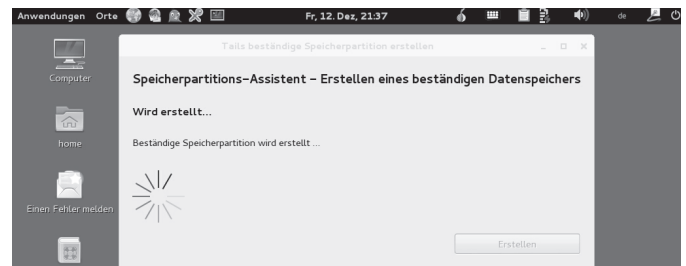 Anwendungen Orte Fr, 12. Dez, 21:37 de
Tails beständige Speicherpartition erstellen
Computer
Speicherpartitions-Assistent - Erstellen eines beständigen Datenspeichers
Wird erstellt...
home
Beständige Speicherpartition wird erstellt ...
Einen Fehler melden
Erstellen